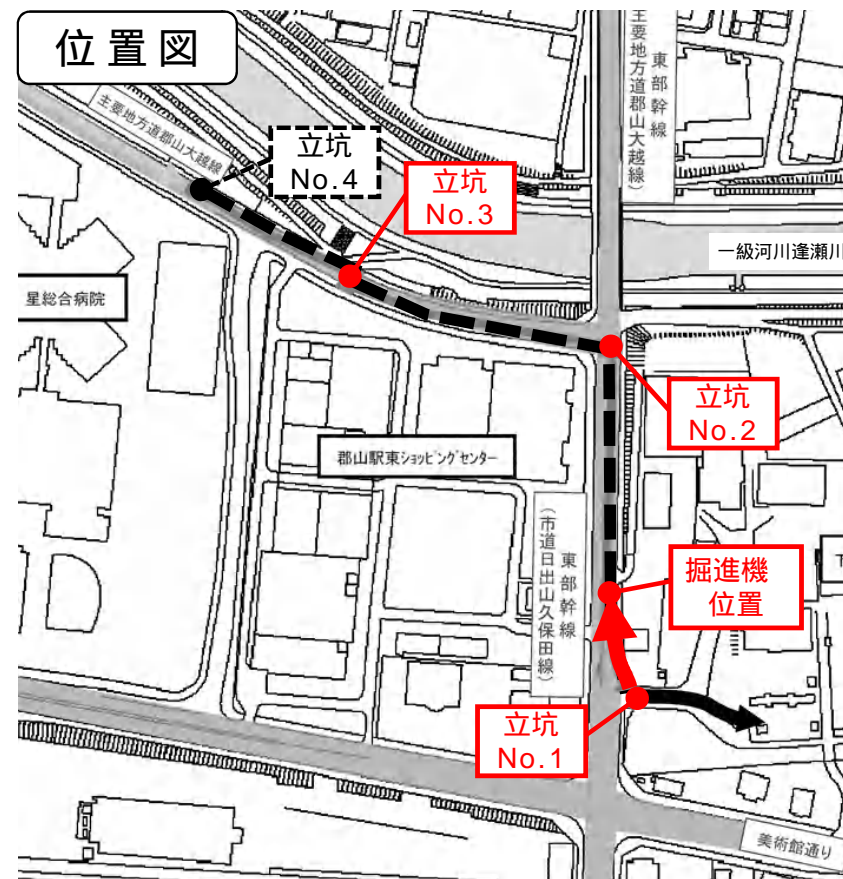 位置図
主要地方道郡山大越線
立坑
No.4
立坑
No.3
東部幹線
主要地方道郡山大越線）
一級河川逢瀬川
星総合病院
立坑
No.2
郡山駅東ｼｮｯﾋﾟﾝｸﾞｾﾝﾀｰ
東部幹線
（市道日出山久保田線）
掘進機
位置
立坑
No.1
美術館通り